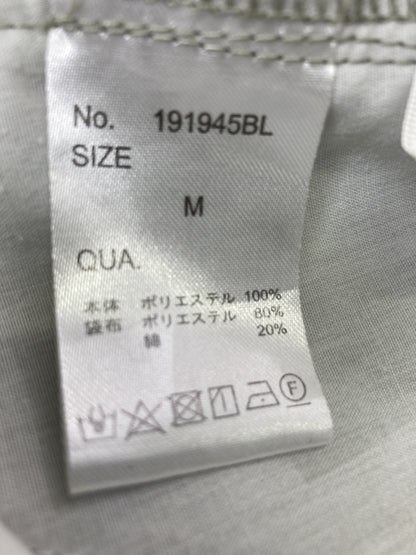 No. 191945BL
SIZE
M
QUA.
本体 ポリエステル 100%
袋布 ポリエステル 80%
綿 20%
F